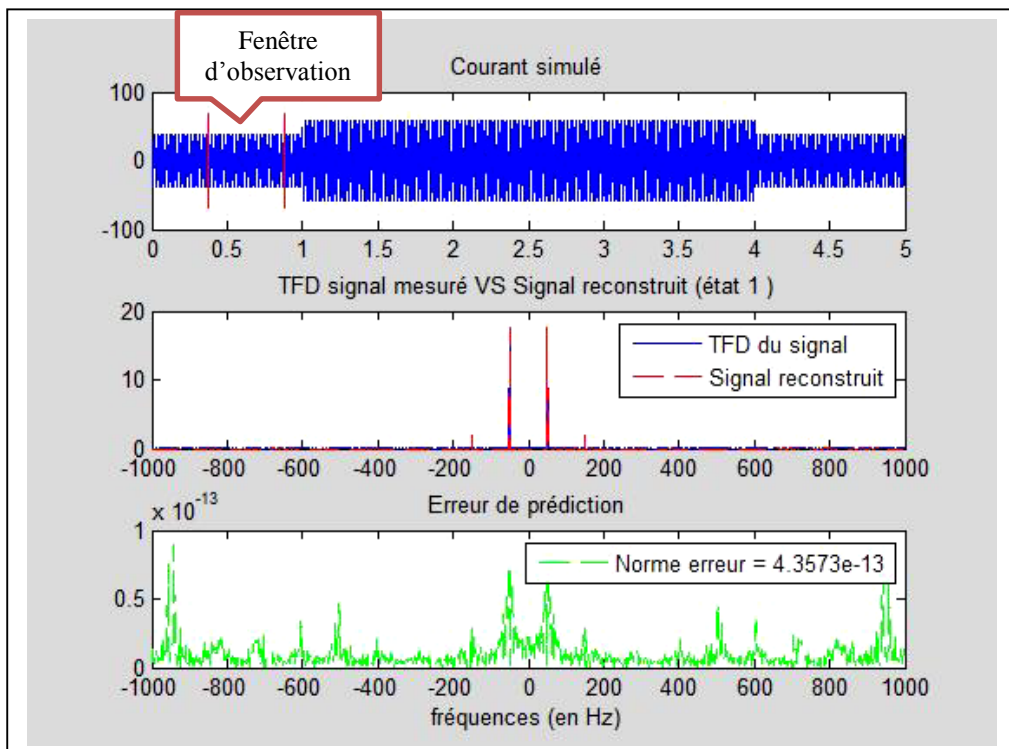 Fenêtre
d'observation
Courant simulé
100
0
-100
0 0.5 1 1.5 2 2.5 3 3.5 4 4.5 5
TFD signal mesuré VS Signal reconstruit (état 1 )
20
10
0
TFD du signal
Signal reconstruit
-1000 -800 -600 -400 -200 0 200 400 600 800 1000
x 10-13
Erreur de prédiction
1
0.5
0
Norme erreur = 4.3573e-13
-1000 -800 -600 -400 -200 0 200 400 600 800 1000
fréquences (en Hz)